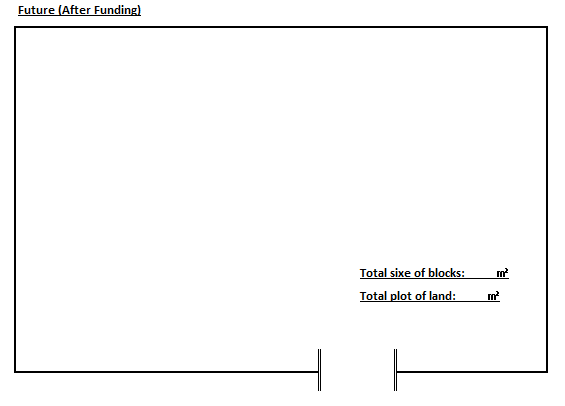 Future (After Funding)
Total sixe of blocks:           m²
Total plot of land:           m²